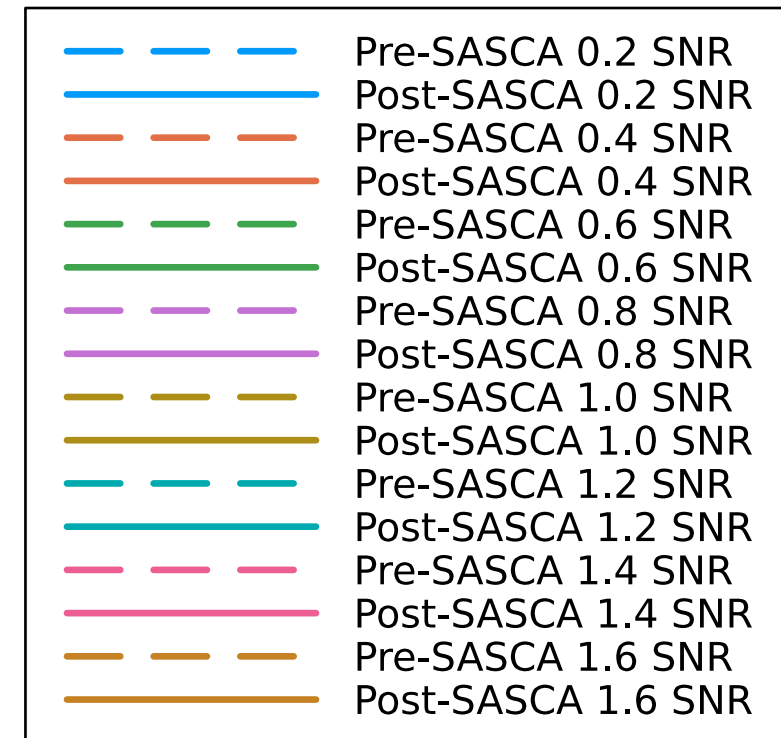 Pre-SASCA 0.2 SNR
Post-SASCA 0.2 SNR
Pre-SASCA 0.4 SNR
Post-SASCA 0.4 SNR
Pre-SASCA 0.6 SNR
Post-SASCA 0.6 SNR
Pre-SASCA 0.8 SNR
Post-SASCA 0.8 SNR
Pre-SASCA 1.0 SNR
Post-SASCA 1.0 SNR
Pre-SASCA 1.2 SNR
Post-SASCA 1.2 SNR
Pre-SASCA 1.4 SNR
Post-SASCA 1.4 SNR
Pre-SASCA 1.6 SNR
Post-SASCA 1.6 SNR